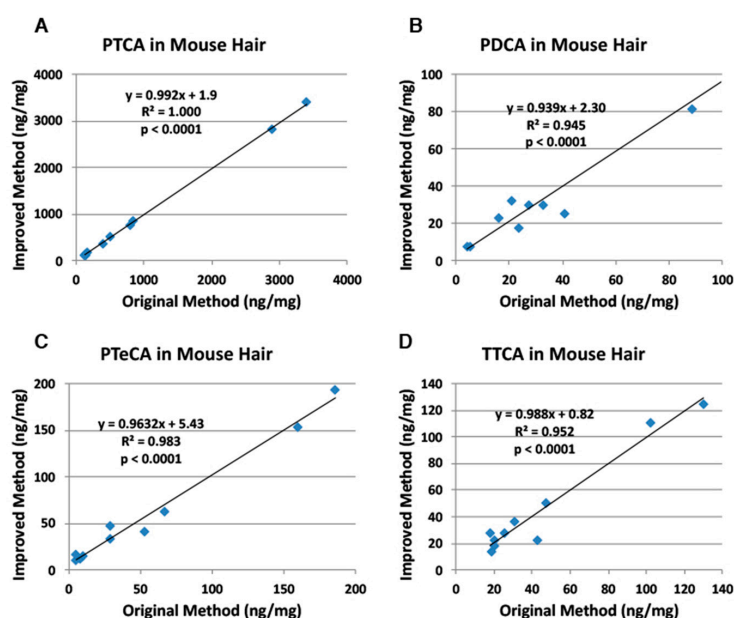 A
PTCA in Mouse Hair
Improved Method (ng/mg)
4000
3000
2000
1000
0
y = 0.992x + 1.9
R² = 1.000
p < 0.0001
0 1000 2000 3000 4000
Original Method (ng/mg)
B
PDCA in Mouse Hair
Improved Method (ng/mg)
100
80
60
40
20
0
y = 0.939x + 2.30
R² = 0.945
p < 0.0001
0 20 40 60 80 100
Original Method (ng/mg)
C
PTeCA in Mouse Hair
Improved Method (ng/mg)
200
150
100
50
0
y = 0.9632x + 5.43
R² = 0.983
p < 0.0001
0 50 100 150 200
Original Method (ng/mg)
D
TTCA in Mouse Hair
Improved Method (ng/mg)
140
120
100
80
60
40
20
0
y = 0.988x + 0.82
R² = 0.952
p < 0.0001
0 20 40 60 80 100 120 140
Original Method (ng/mg)